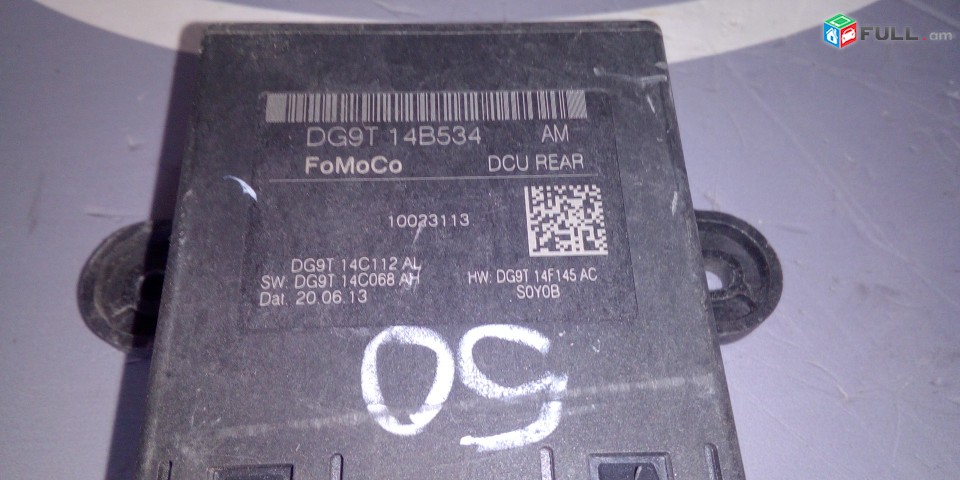 FULL am
DG9T 14B534 AM
FoMoCo DCU REAR
10023113
DG9T 14C112 AL
SW: DG9T 14C068 AH HW: DG9T 14F145 AC
Dat. 20.06.13 S0Y0B
05